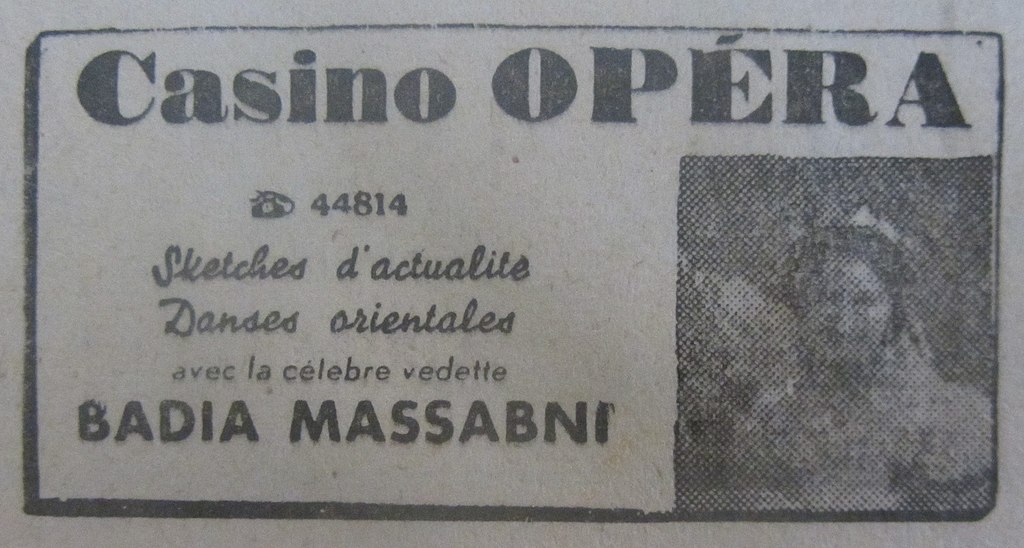 Casino OPÉRA
☎ 44814
Sketches d'actualite
Danses orientales
avec la célebre vedette
BADIA MASSABNI